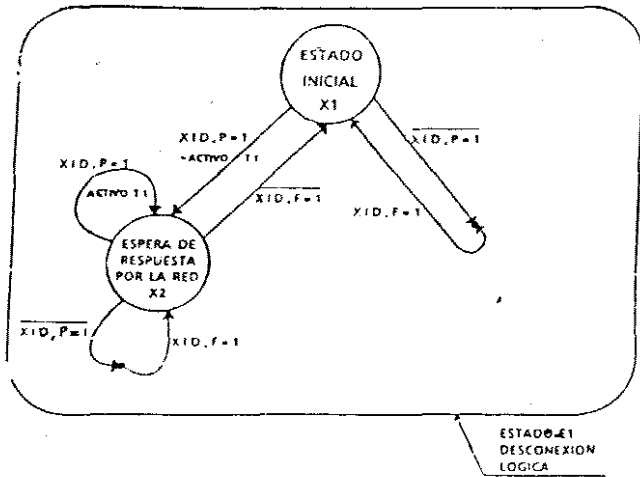 ESTADO
INICIAL
X1
XID, P=1
-ACTIVO T1
XID, P=1
XID, P=1
ACTIVO T1
XID, F=1
XID, F=1
ESPERA DE
RESPUESTA
POR LA RED
X2
XID, P=1
XID, F=1
ESTADO E1
DESCONEXION
LOGICA